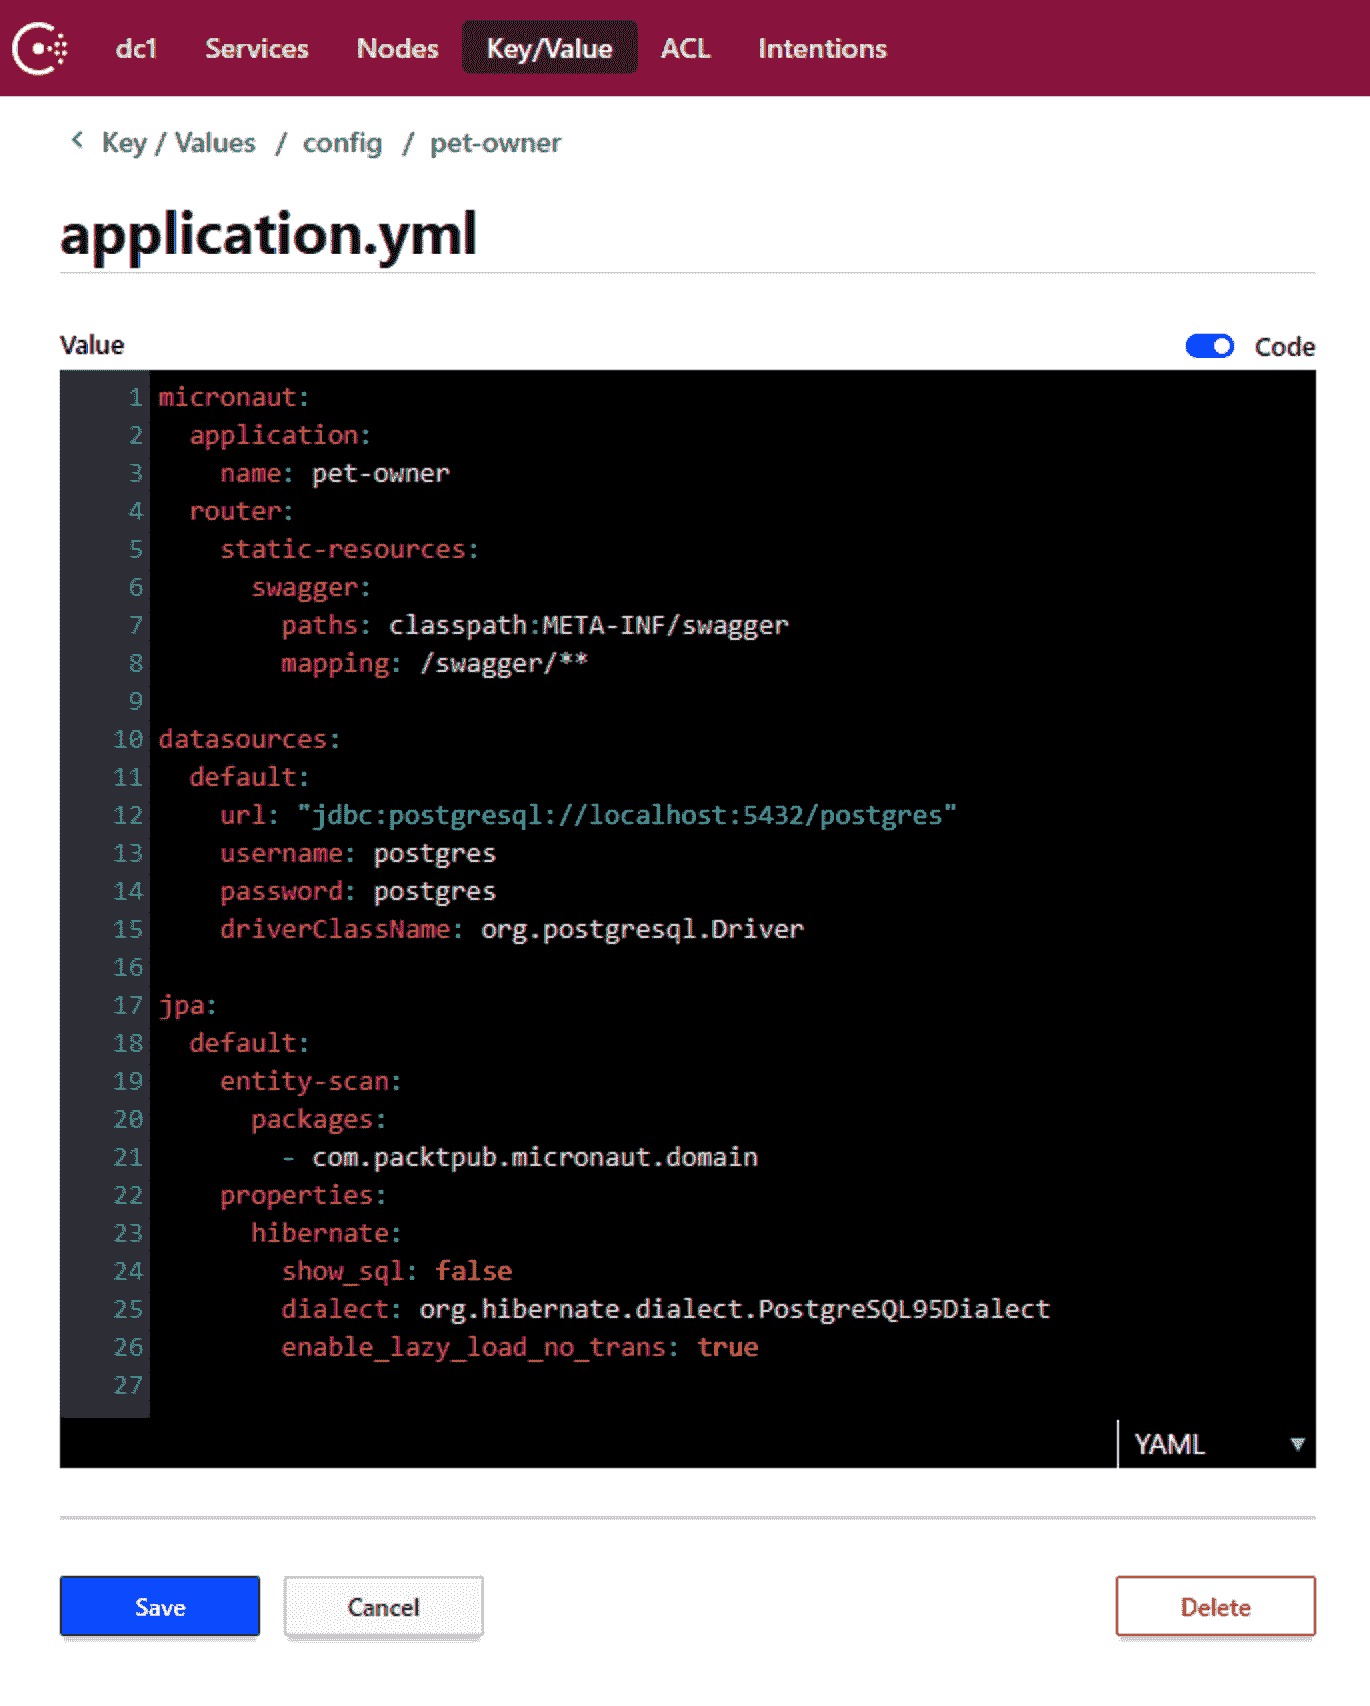 dc1 Services Nodes Key/Value ACL Intentions
Key / Values / config / pet-owner
application.yml
Value Code
1 micronaut:
2   application:
3     name: pet-owner
4   router:
5     static-resources:
6       swagger:
7         paths: classpath:META-INF/swagger
8         mapping: /swagger/**
9
10 datasources:
11   default:
12     url: "jdbc:postgresql://localhost:5432/postgres"
13     username: postgres
14     password: postgres
15     driverClassName: org.postgresql.Driver
16
17 jpa:
18   default:
19     entity-scan:
20       packages:
21         - com.packtpub.micronaut.domain
22     properties:
23       hibernate:
24         show_sql: false
25         dialect: org.hibernate.dialect.PostgreSQL95Dialect
26         enable_lazy_load_no_trans: true
27
YAML
Save Cancel Delete